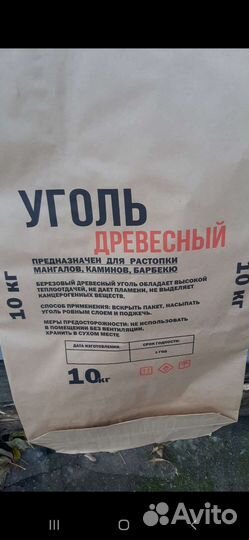 УГОЛЬ
ДРЕВЕСНЫЙ
ПРЕДНАЗНАЧЕН ДЛЯ РАСТОПКИ
МАНГАЛОВ, КАМИНОВ, БАРБЕКЮ
БЕРЕЗОВЫЙ ДРЕВЕСНЫЙ УГОЛЬ ОБЛАДАЕТ ВЫСОКОЙ
ТЕПЛООТДАЧЕЙ, НЕ ДАЕТ ПЛАМЕНИ, НЕ ВЫДЕЛЯЕТ
КАНЦЕРОГЕННЫХ ВЕЩЕСТВ.
СПОСОБ ПРИМЕНЕНИЯ: ВСКРЫТЬ ПАКЕТ, НАСЫПАТЬ
УГОЛЬ РОВНЫМ СЛОЕМ И ПОДЖЕЧЬ.
МЕРЫ ПРЕДОСТОРОЖНОСТИ: НЕ ИСПОЛЬЗОВАТЬ
В ПОМЕЩЕНИИ БЕЗ ВЕНТИЛЯЦИИ.
ХРАНИТЬ В СУХОМ МЕСТЕ
ДАТА ИЗГОТОВЛЕНИЯ: СРОК ГОДНОСТИ:
10 КГ
10 КГ
10 КГ
Avito